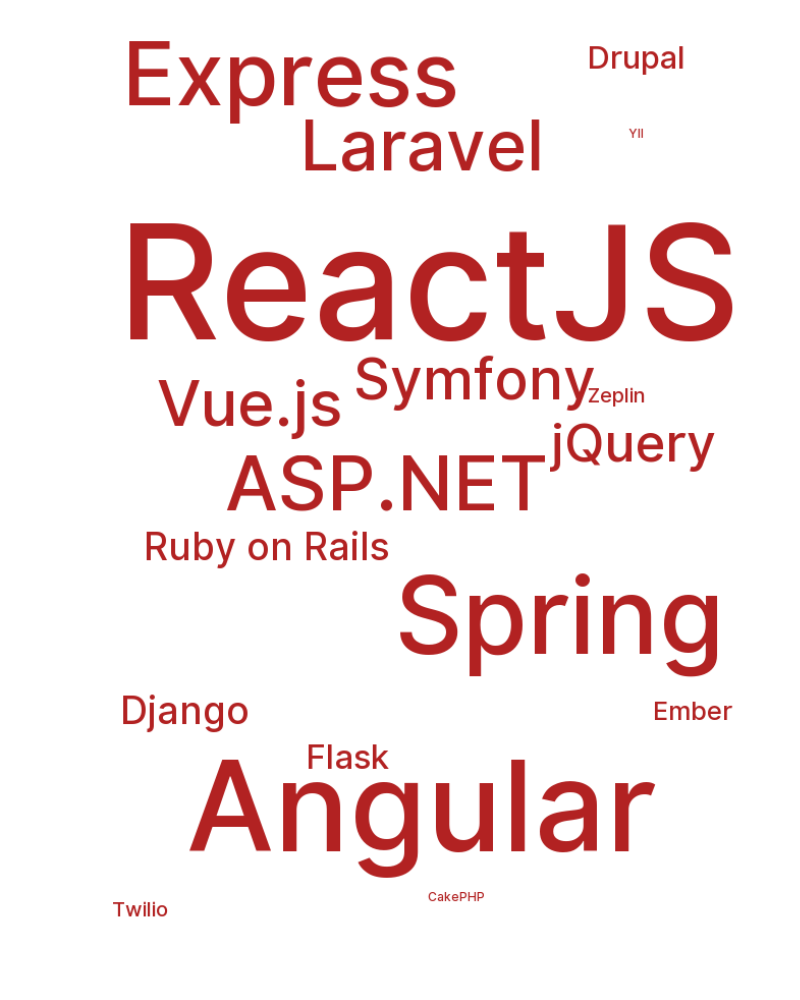 Express
Drupal
Laravel
YII
ReactJS
Symfony
Vue.js
Zeplin
jQuery
ASP.NET
Ruby on Rails
Spring
Django
Ember
Flask
Angular
CakePHP
Twilio